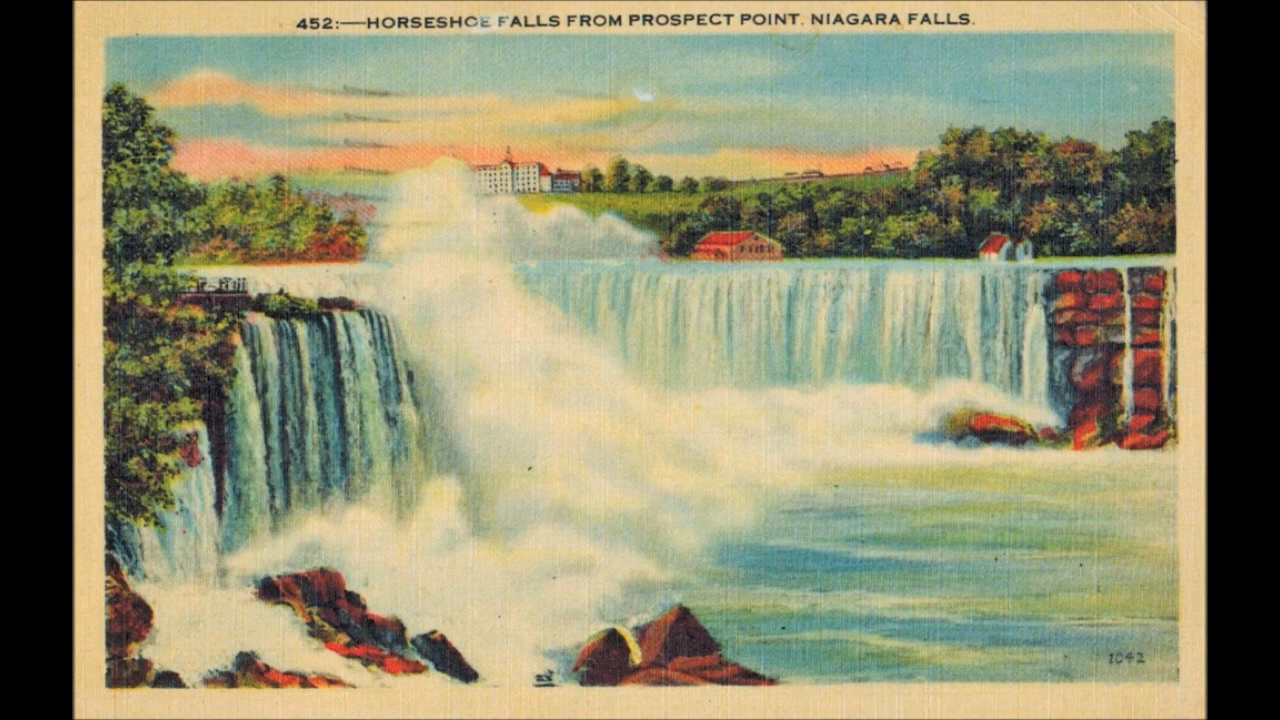 452:—HORSESHOE FALLS FROM PROSPECT POINT. NIAGARA FALLS.
1042